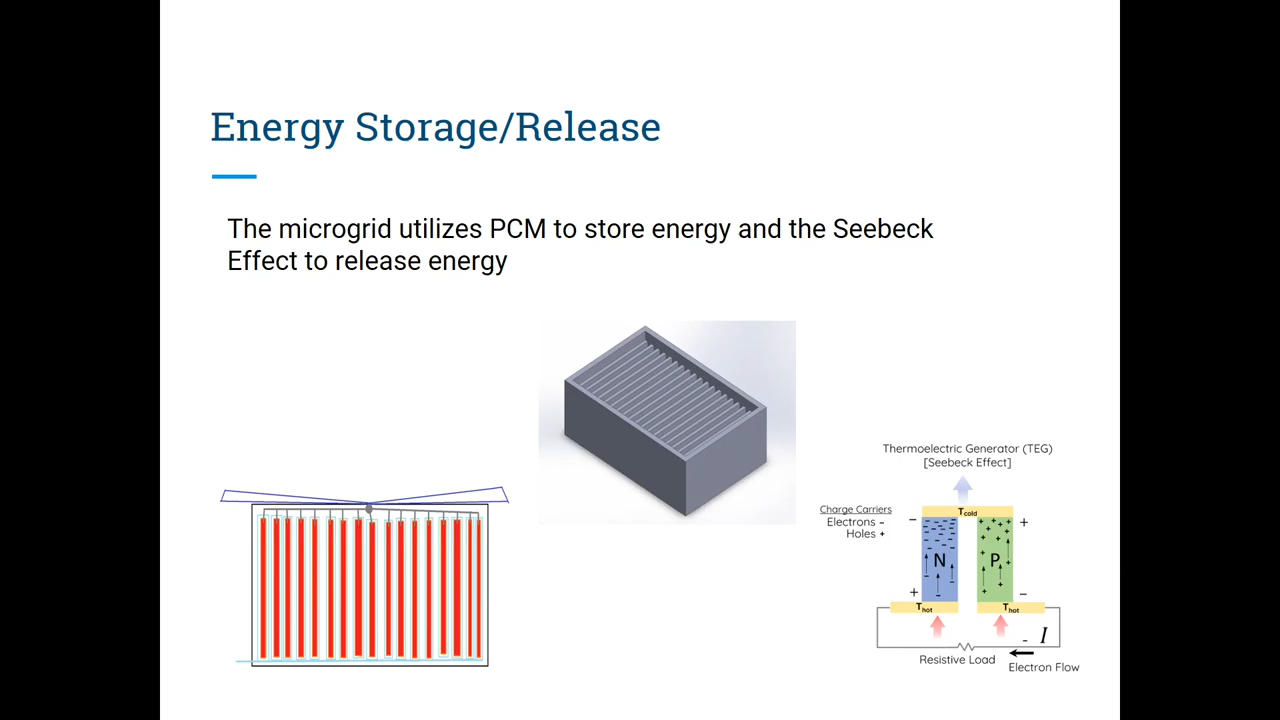 Energy Storage/Release
The microgrid utilizes PCM to store energy and the Seebeck
Effect to release energy
Thermoelectric Generator (TEG)
[Seebeck Effect]
Charge Carriers
Electrons -
Holes +
Tcold
- +
N P
+ -
Thot Thot
- I
Resistive Load
Electron Flow